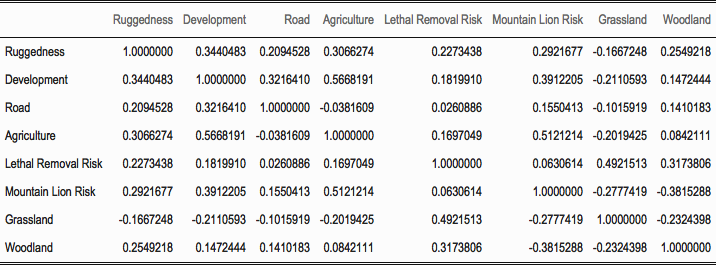 Ruggedness Development Road Agriculture Lethal Removal Risk Mountain Lion Risk Grassland Woodland
Ruggedness 1.0000000 0.3440483 0.2094528 0.3066274 0.2273438 0.2921677 -0.1667248 0.2549218
Development 0.3440483 1.0000000 0.3216410 0.5668191 0.1819910 0.3912205 -0.2110593 0.1472444
Road 0.2094528 0.3216410 1.0000000 -0.0381609 0.0260886 0.1550413 -0.1015919 0.1410183
Agriculture 0.3066274 0.5668191 -0.0381609 1.0000000 0.1697049 0.5121214 -0.2019425 0.0842111
Lethal Removal Risk 0.2273438 0.1819910 0.0260886 0.1697049 1.0000000 0.0630614 0.4921513 0.3173806
Mountain Lion Risk 0.2921677 0.3912205 0.1550413 0.5121214 0.0630614 1.0000000 -0.2777419 -0.3815288
Grassland -0.1667248 -0.2110593 -0.1015919 -0.2019425 0.4921513 -0.2777419 1.0000000 -0.2324398
Woodland 0.2549218 0.1472444 0.1410183 0.0842111 0.3173806 -0.3815288 -0.2324398 1.0000000